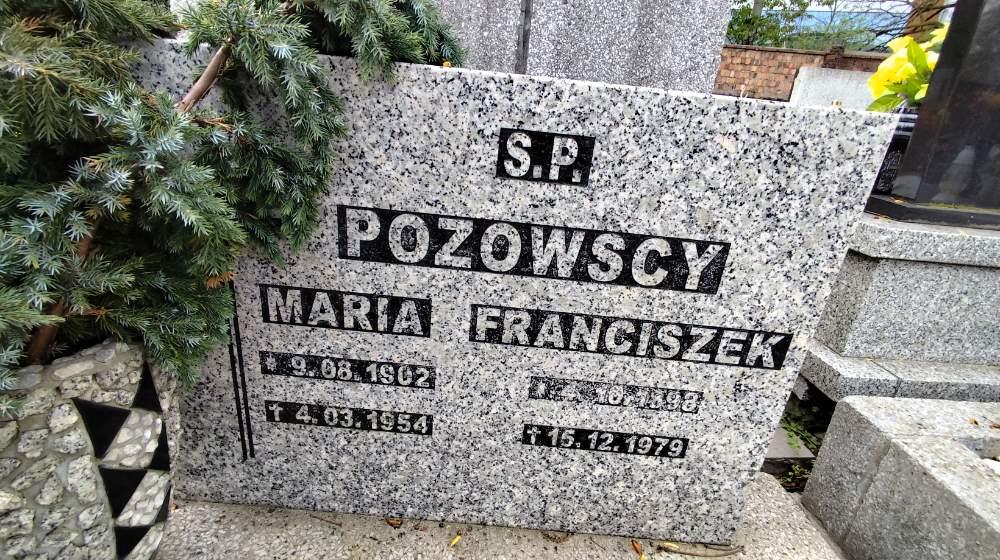 S.P.
POZOWSCY
MARIA FRANCISZEK
* 9.08.1902
† 4.03.1954 † 15.12.1979